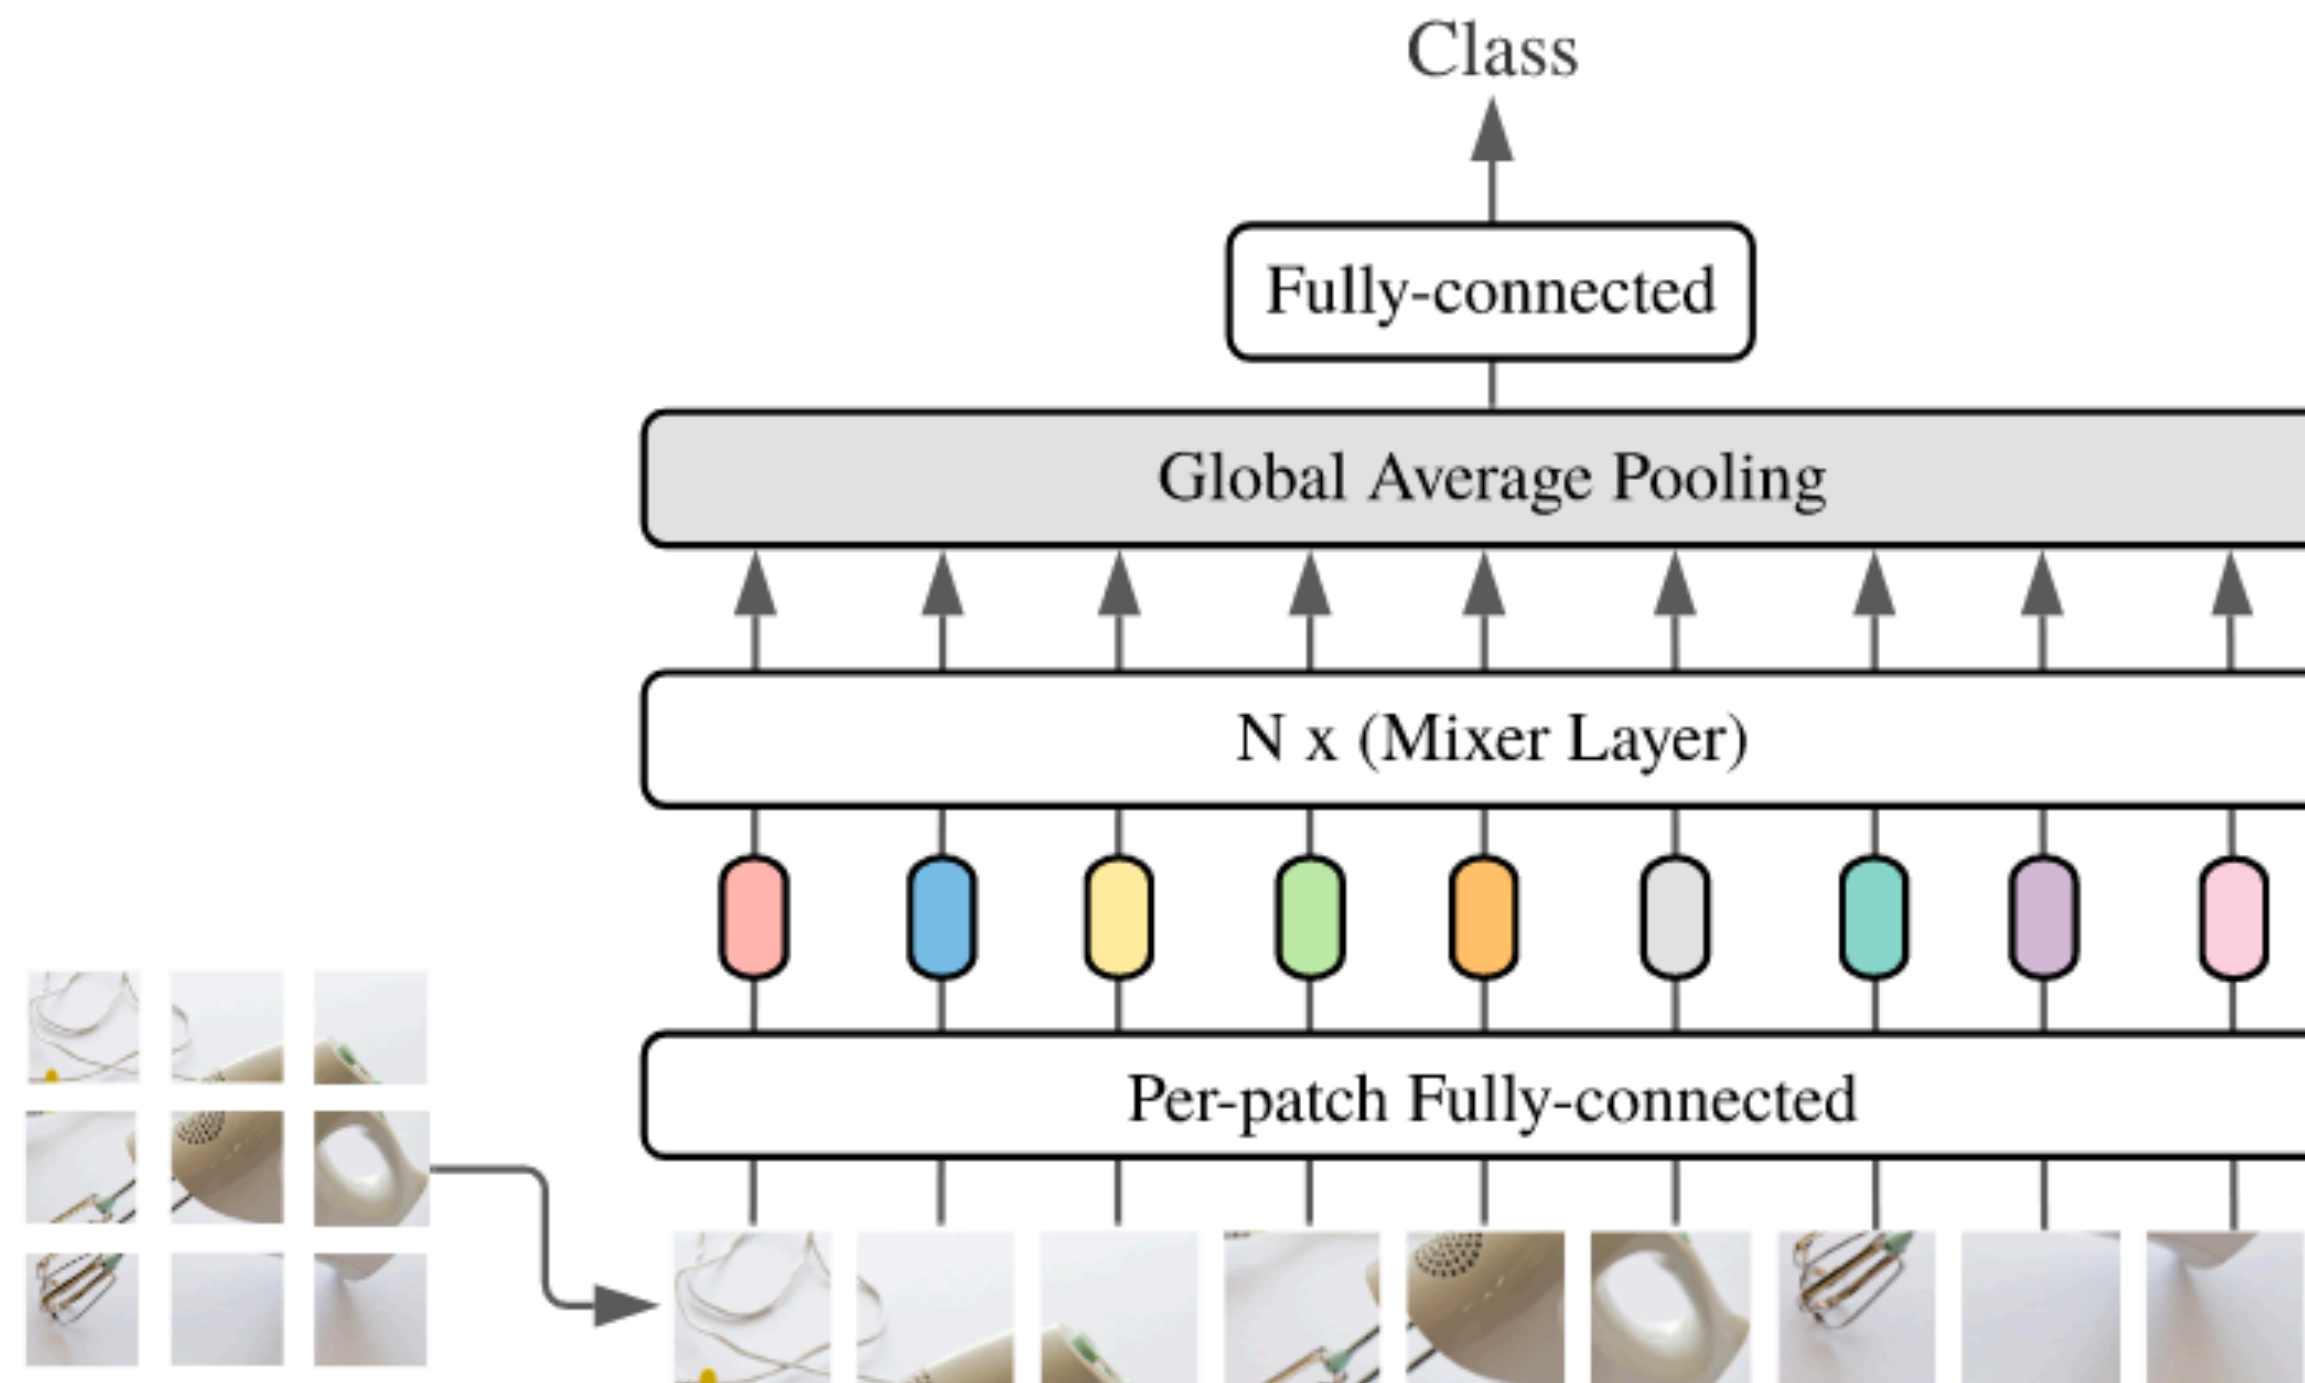 Class
Fully-connected
Global Average Pooling
N x (Mixer Layer)
Per-patch Fully-connected